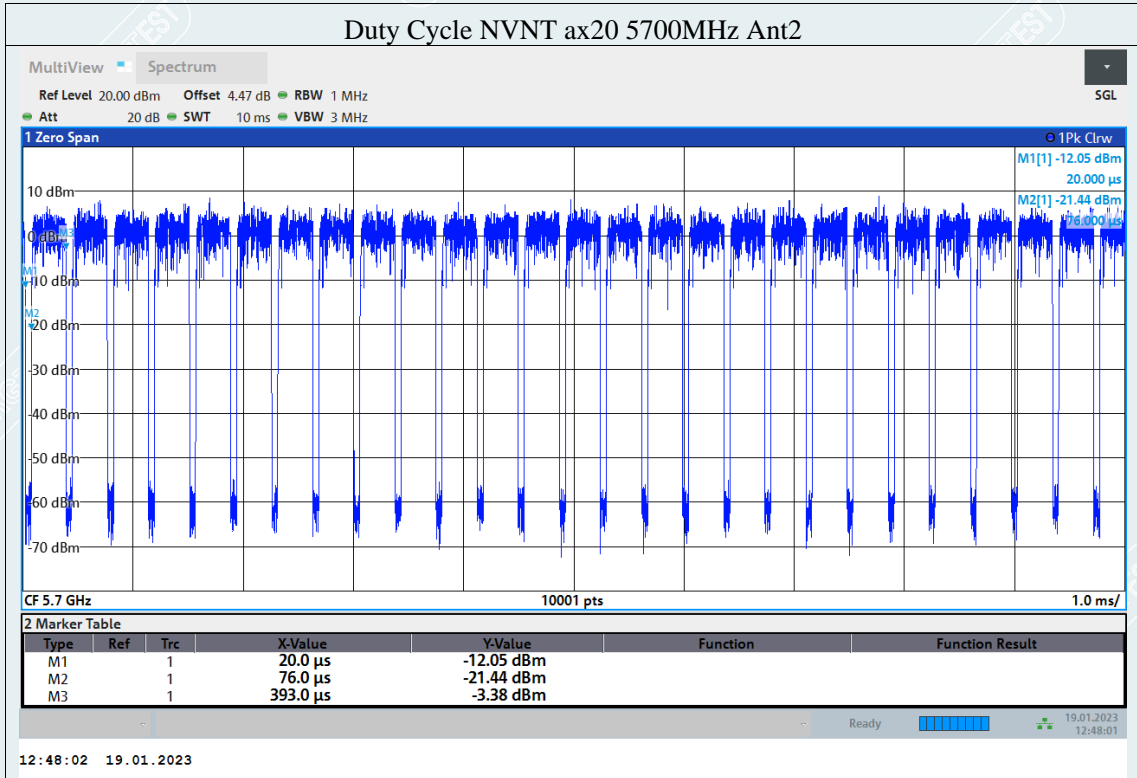 Duty Cycle NVNT ax20 5700MHz Ant2
MultiView Spectrum
Ref Level 20.00 dBm Offset 4.47 dB RBW 1 MHz SGL
Att 20 dB SWT 10 ms VBW 3 MHz
1 Zero Span 1Pk Clrw
M1[1] -12.05 dBm
20.000 µs
M2[1] -21.44 dBm
76.000 µs
10 dBm
0 dBm
M3
M1
-10 dBm
M2
-20 dBm
-30 dBm
-40 dBm
-50 dBm
-60 dBm
-70 dBm
CF 5.7 GHz 10001 pts 1.0 ms/
2 Marker Table
Type Ref Trc X-Value Y-Value Function Function Result
M1 1 20.0 µs -12.05 dBm
M2 1 76.0 µs -21.44 dBm
M3 1 393.0 µs -3.38 dBm
Ready 19.01.2023
12:48:01
12:48:02 19.01.2023